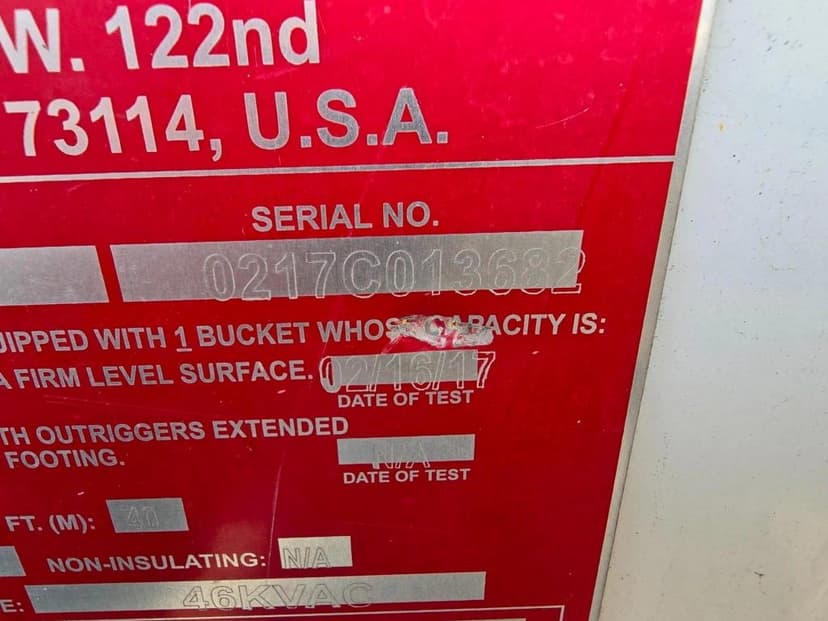 W. 122nd
73114, U.S.A.
SERIAL NO.
0217C013682
UIPPED WITH 1 BUCKET WHOSE CAPACITY IS:
A FIRM LEVEL SURFACE. 02/16/17
DATE OF TEST
TH OUTRIGGERS EXTENDED
FOOTING. N/A
DATE OF TEST
FT. (M): 40
NON-INSULATING: N/A
E: 46KVAC